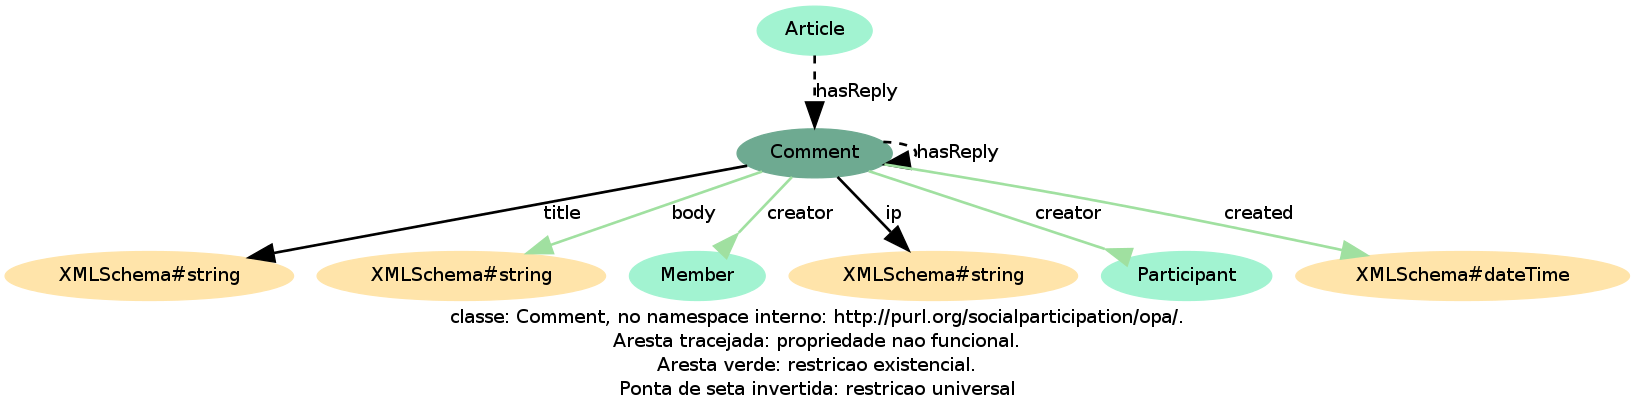 Article
hasReply
Comment
hasReply
title
body
creator
ip
creator
created
XMLSchema#string
XMLSchema#string
Member
XMLSchema#string
Participant
XMLSchema#dateTime
classe: Comment, no namespace interno: http://purl.org/socialparticipation/opa/.
Aresta tracejada: propriedade nao funcional.
Aresta verde: restricao existencial.
Ponta de seta invertida: restricao universal